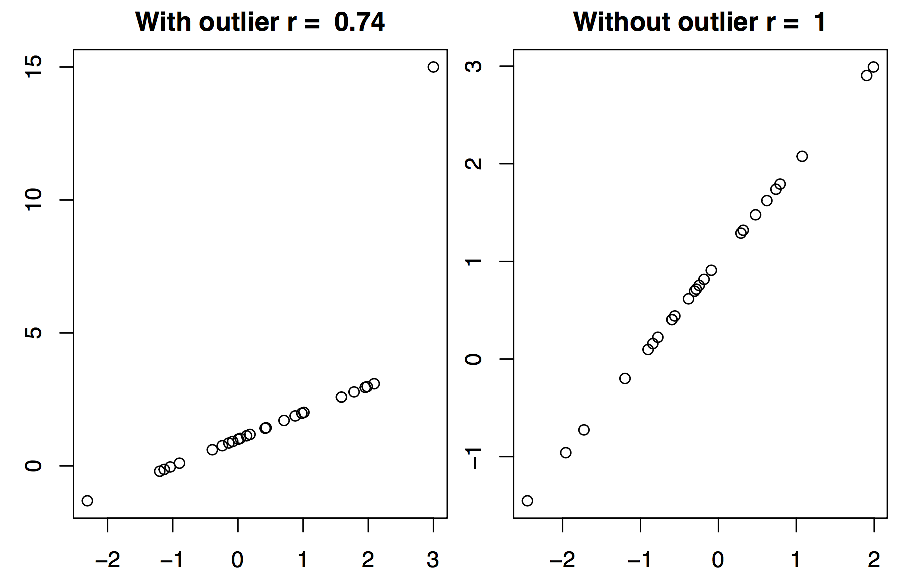 With outlier r = 0.74
15
10
5
0
−2 −1 0 1 2 3
Without outlier r = 1
3
2
1
0
−1
−2 −1 0 1 2